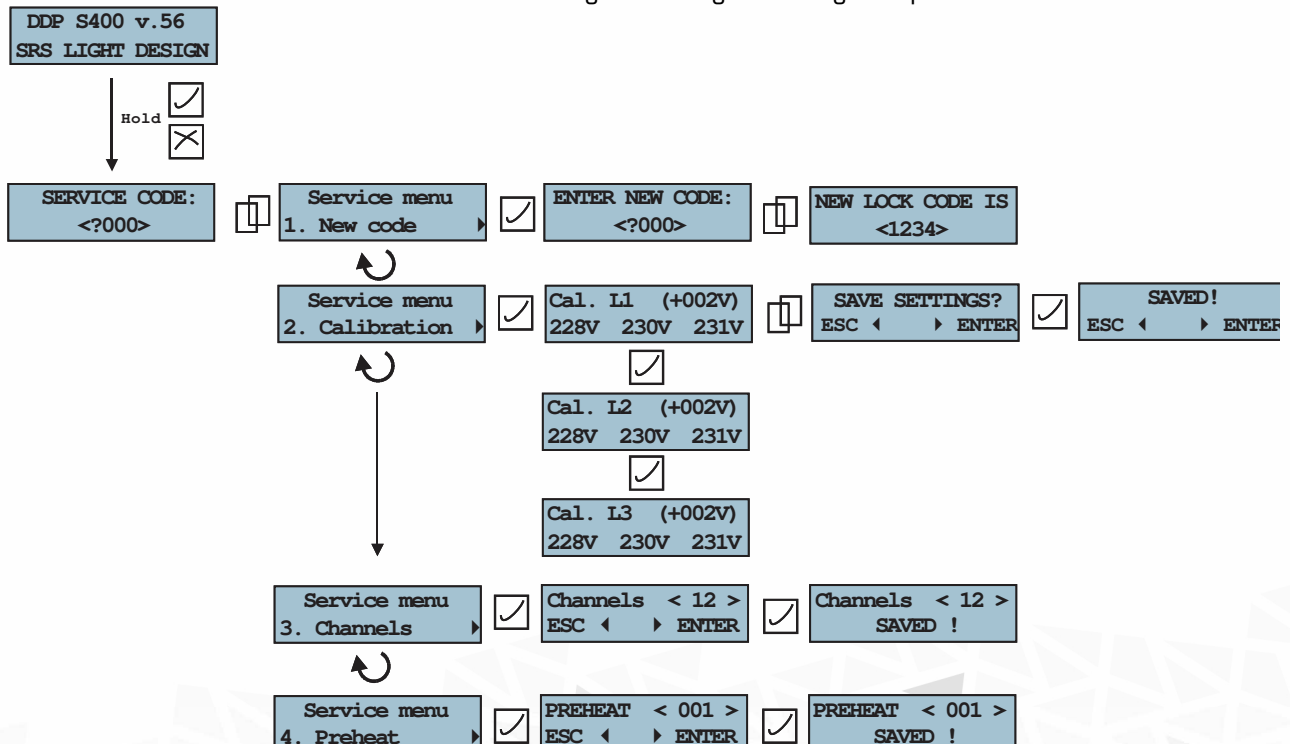 DDP S400 v.56
SRS LIGHT DESIGN
Hold
SERVICE CODE:
<?000>
Service menu
1. New code
ENTER NEW CODE:
<?000>
NEW LOCK CODE IS
<1234>
Service menu
2. Calibration
Cal. L1 (+002V)
228V 230V 231V
SAVE SETTINGS?
ESC ENTER
SAVED!
ESC ENTER
Cal. L2 (+002V)
228V 230V 231V
Cal. L3 (+002V)
228V 230V 231V
Service menu
3. Channels
Channels < 12 >
ESC ENTER
Channels < 12 >
SAVED !
Service menu
4. Preheat
PREHEAT < 001 >
ESC ENTER
PREHEAT < 001 >
SAVED !